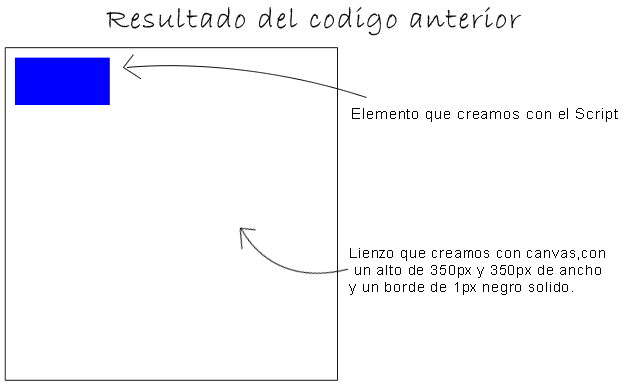 Resultado del codigo anterior
Elemento que creamos con el Script
Lienzo que creamos con canvas,con
un alto de 350px y 350px de ancho
y un borde de 1px negro solido.